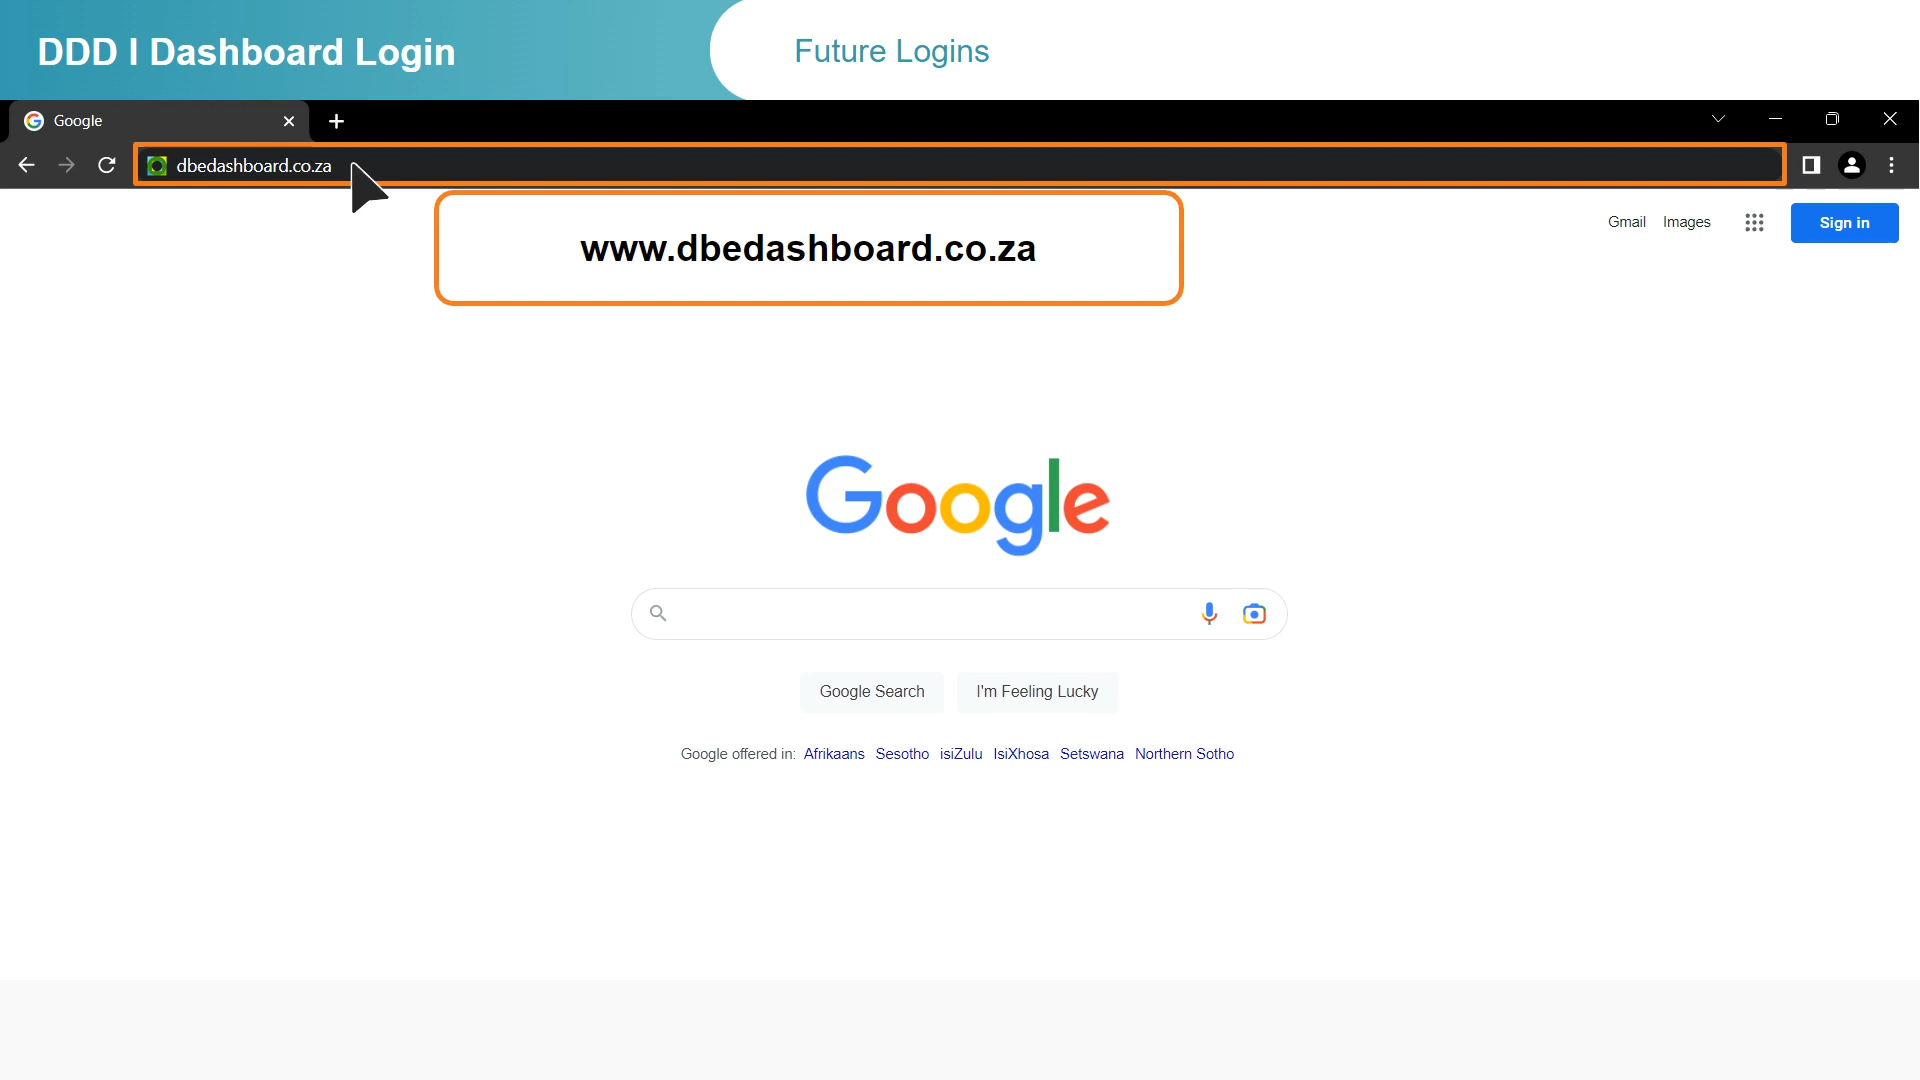 DDD I Dashboard Login
Future Logins
Google
dbedashboard.co.za
www.dbedashboard.co.za
Gmail Images Sign in
Google
Google Search I'm Feeling Lucky
Google offered in: Afrikaans Sesotho isiZulu IsiXhosa Setswana Northern Sotho